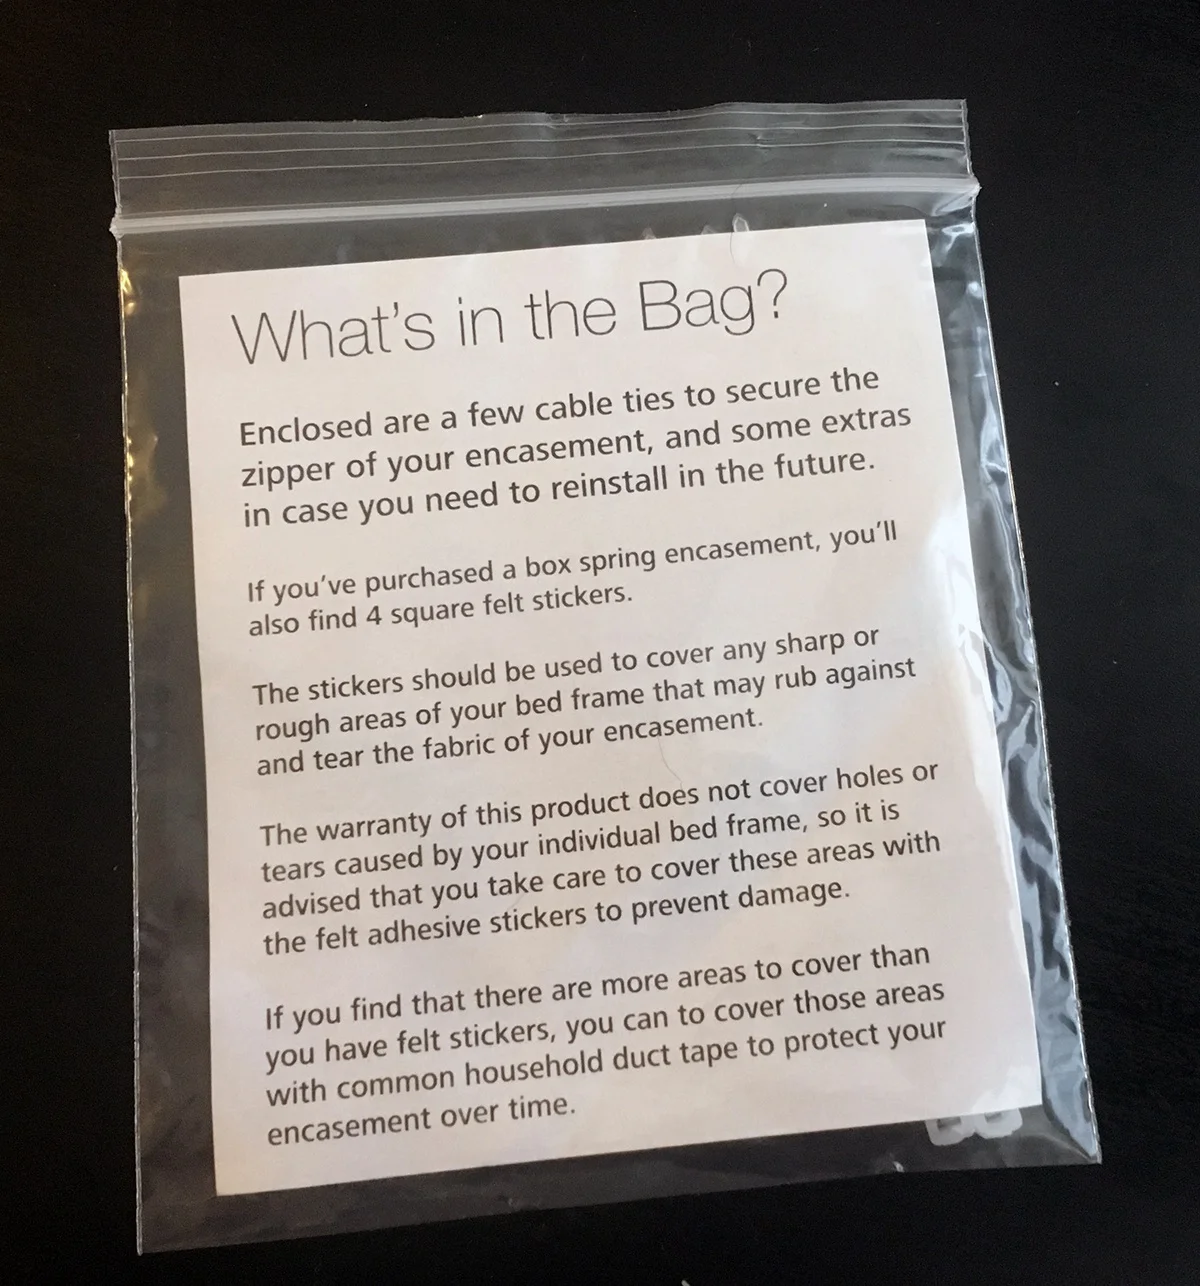 What's in the Bag?
Enclosed are a few cable ties to secure the
zipper of your encasement, and some extras
in case you need to reinstall in the future.
If you've purchased a box spring encasement, you'll
also find 4 square felt stickers.
The stickers should be used to cover any sharp or
rough areas of your bed frame that may rub against
and tear the fabric of your encasement.
The warranty of this product does not cover holes or
tears caused by your individual bed frame, so it is
advised that you take care to cover these areas with
the felt adhesive stickers to prevent damage.
If you find that there are more areas to cover than
you have felt stickers, you can to cover those areas
with common household duct tape to protect your
encasement over time.